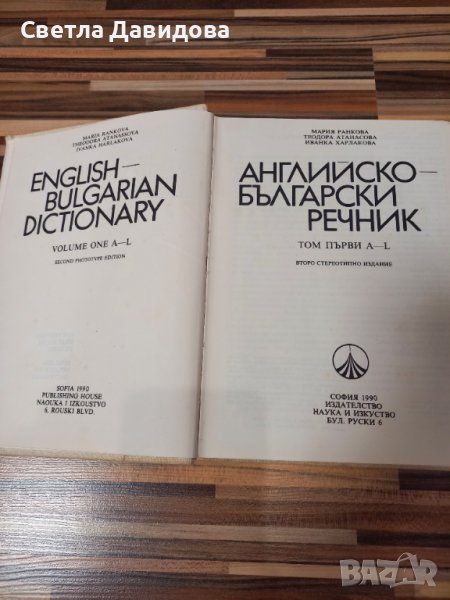 Светла Давидова
MARIA RANKOVA
THEODORA ATANASSOVA
IVANKA HARLAKOVA
ENGLISH—
BULGARIAN
DICTIONARY
VOLUME ONE A—L
SECOND PHOTOTYPE EDITION
SOFIA 1990
PUBLISHING HOUSE
NAOUKA I IZKOUSTVO
6, ROUSKI BLVD.
МАРИЯ РАНКОВА
ТЕОДОРА АТАНАСОВА
ИВАНКА ХАРЛАКОВА
АНГЛИЙСКО—
БЪЛГАРСКИ
РЕЧНИК
ТОМ ПЪРВИ A—L
ВТОРО СТЕРЕОТИПНО ИЗДАНИЕ
СОФИЯ 1990
ИЗДАТЕЛСТВО
НАУКА И ИЗКУСТВО
БУЛ. РУСКИ 6
BAZAR